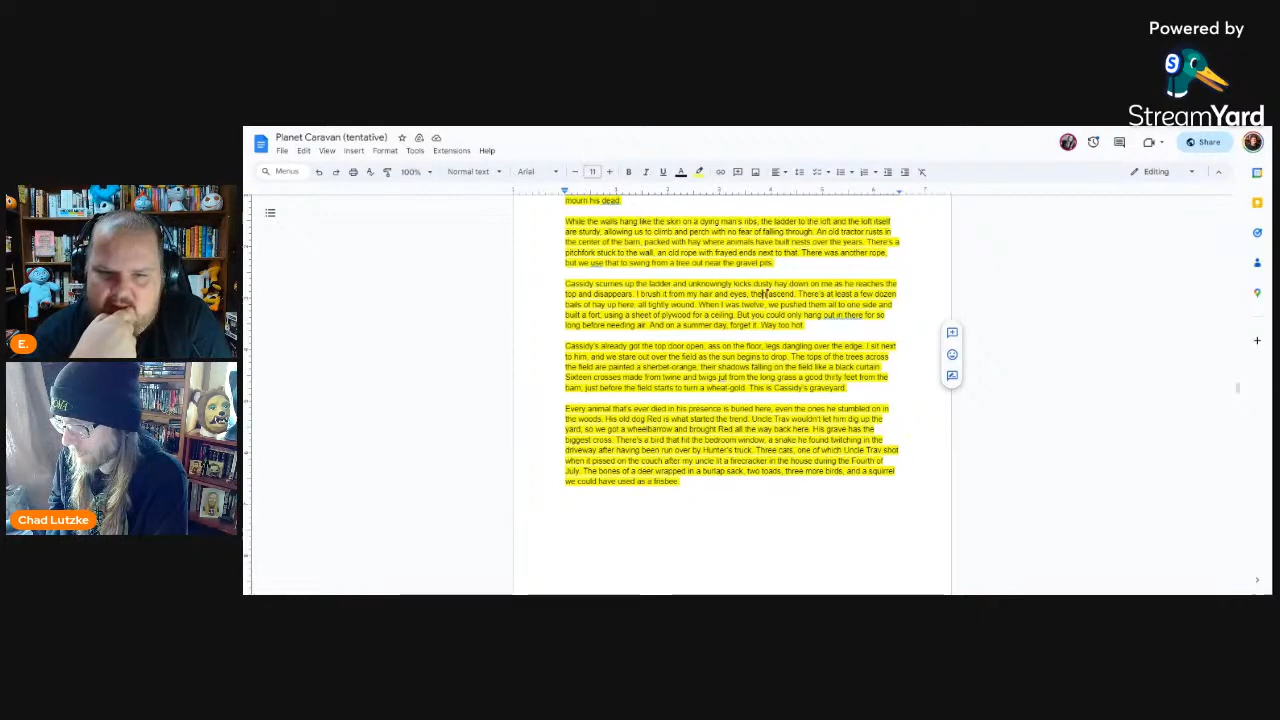 Powered by
StreamYard
Planet Caravan (tentative)
File Edit View Insert Format Tools Extensions Help
Share
Menus
100%
Normal text
Arial
11
Editing
1 2 3 4 5 6 7
mourn his dead.
While the walls hang like the skin on a dying man's ribs, the ladder to the loft and the loft itself
are sturdy, allowing us to climb and perch with no fear of falling through. An old tractor rusts in
the center of the barn, packed with hay where animals have built nests over the years. There's a
pitchfork stuck to the wall, an old rope with frayed ends next to that. There was another rope,
but we use that to swing from a tree out near the gravel pits.
Cassidy scurries up the ladder and unknowingly kicks dusty hay down on me as he reaches the
top and disappears. I brush it from my hair and eyes, then ascend. There's at least a few dozen
bails of hay up here, all tightly wound. When I was twelve, we pushed them all to one side and
built a fort, using a sheet of plywood for a ceiling. But you could only hang out in there for so
long before needing air. And on a summer day, forget it. Way too hot.
Cassidy's already got the top door open, ass on the floor, legs dangling over the edge. I sit next
to him, and we stare out over the field as the sun begins to drop. The tops of the trees across
the field are painted a sherbet-orange, their shadows falling on the field like a black curtain.
Sixteen crosses made from twine and twigs jut from the long grass a good thirty feet from the
barn, just before the field starts to turn a wheat-gold. This is Cassidy's graveyard.
Every animal that's ever died in his presence is buried here, even the ones he stumbled on in
the woods. His old dog Red is what started the trend. Uncle Trav wouldn't let him dig up the
yard, so we got a wheelbarrow and brought Red all the way back here. His grave has the
biggest cross. There's a bird that hit the bedroom window, a snake he found twitching in the
driveway after having been run over by Hunter's truck. Three cats, one of which Uncle Trav shot
when it pissed on the couch after my uncle lit a firecracker in the house during the Fourth of
July. The bones of a deer wrapped in a burlap sack, two toads, three more birds, and a squirrel
we could have used as a frisbee.
E.
Chad Lutzke